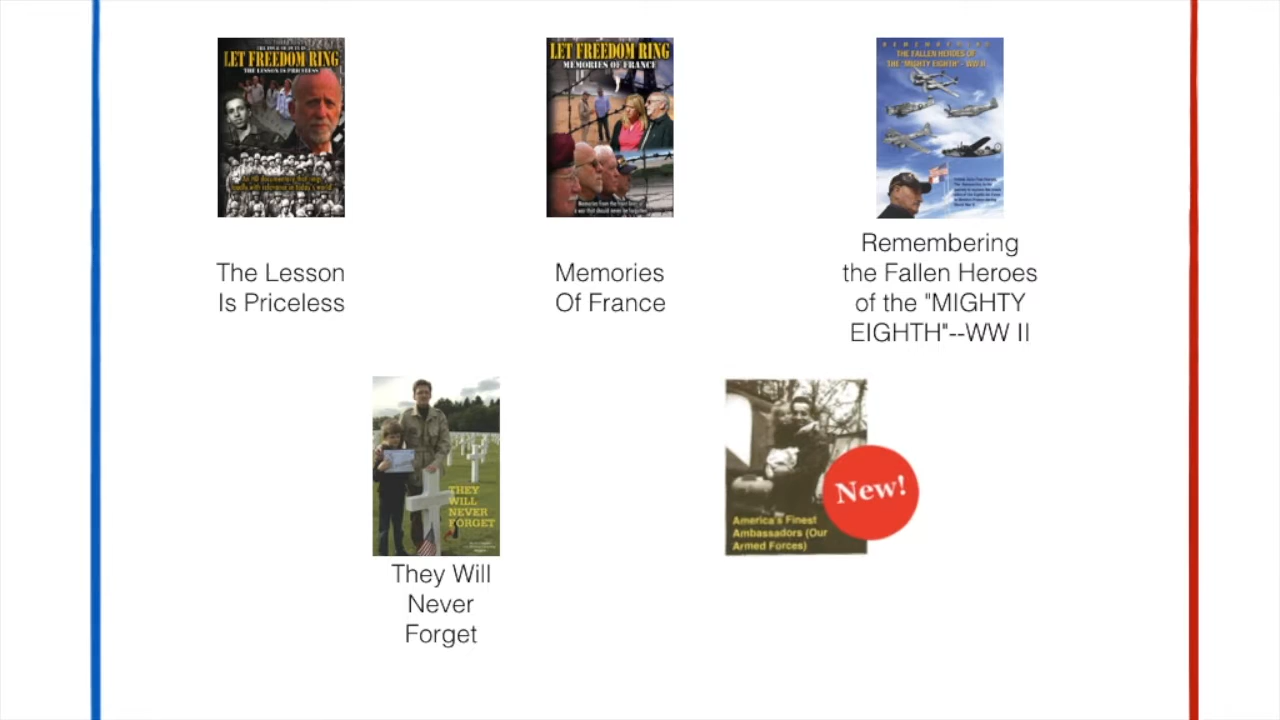 LET FREEDOM RING
THE LESSON IS PRICELESS
LET FREEDOM RING
MEMORIES OF FRANCE
REMEMBERING
THE FALLEN HEROES OF
THE "MIGHTY EIGHTH" - WW II
The Lesson
Is Priceless
Memories
Of France
Remembering
the Fallen Heroes
of the "MIGHTY
EIGHTH"--WW II
THEY
WILL
NEVER
FORGET
New!
America's Finest
Ambassadors (Our
Armed Forces)
They Will
Never
Forget